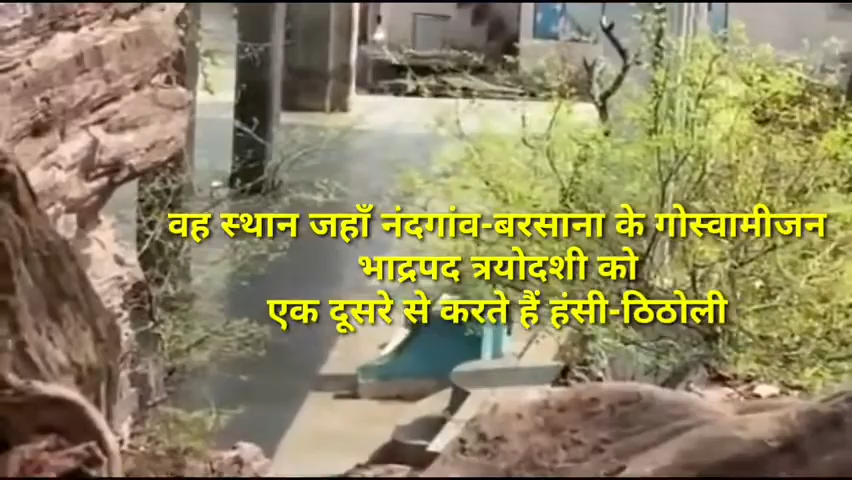 वह स्थान जहाँ नंदगांव-बरसाना के गोस्वामीजन
भाद्रपद त्रयोदशी को
एक दूसरे से करते हैं हंसी-ठिठोली